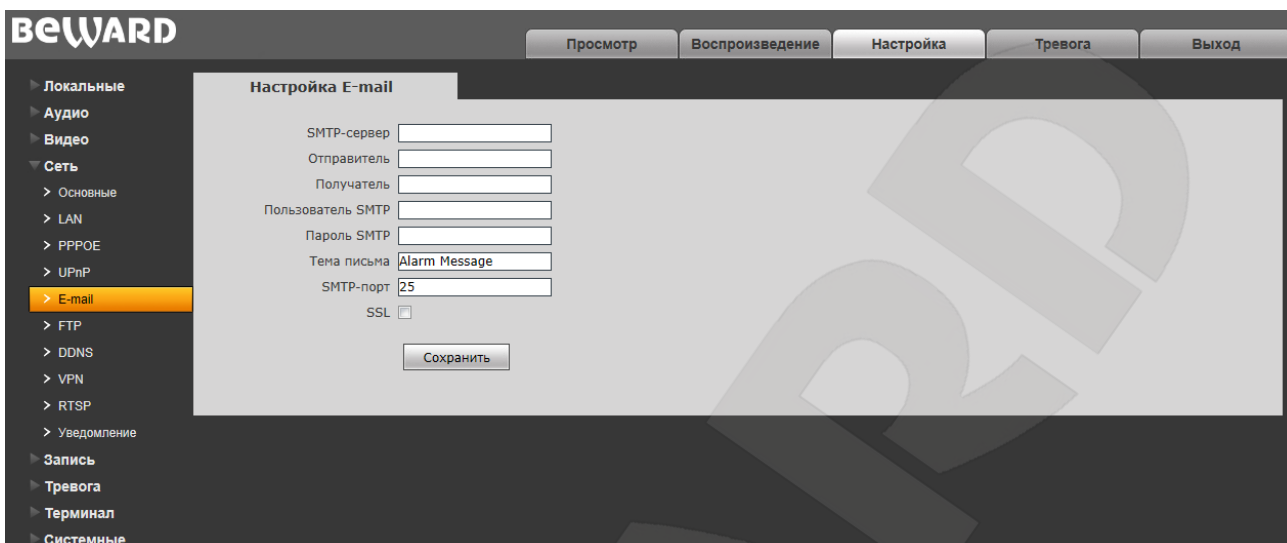 BEWARD
Просмотр
Воспроизведение
Настройка
Тревога
Выход
Локальные
Аудио
Видео
Сеть
Основные
LAN
PPPOE
UPnP
E-mail
FTP
DDNS
VPN
RTSP
Уведомление
Запись
Тревога
Терминал
Системные
Настройка E-mail
SMTP-сервер
Отправитель
Получатель
Пользователь SMTP
Пароль SMTP
Тема письма Alarm Message
SMTP-порт 25
SSL
Сохранить